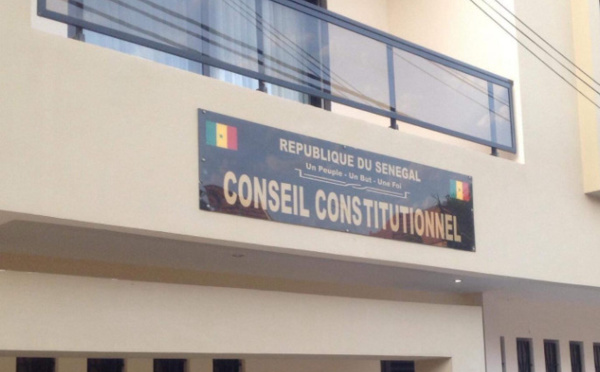 REPUBLIQUE DU SENEGAL
Un Peuple - Un But - Une Foi
CONSEIL CONSTITUTIONNEL